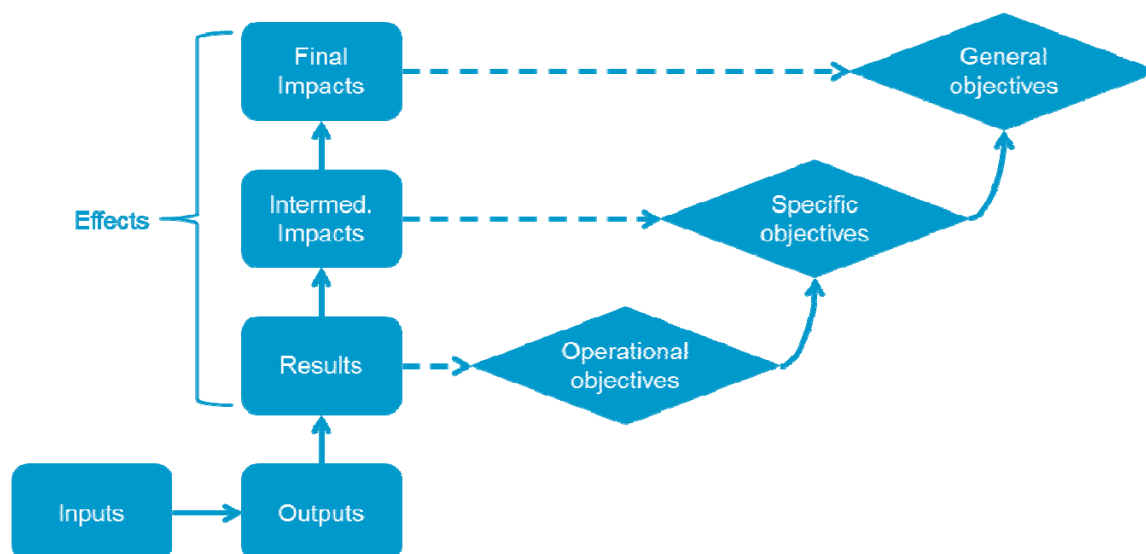 Final
Impacts
General
objectives
Effects
Intermed.
Impacts
Specific
objectives
Results
Operational
objectives
Inputs
Outputs